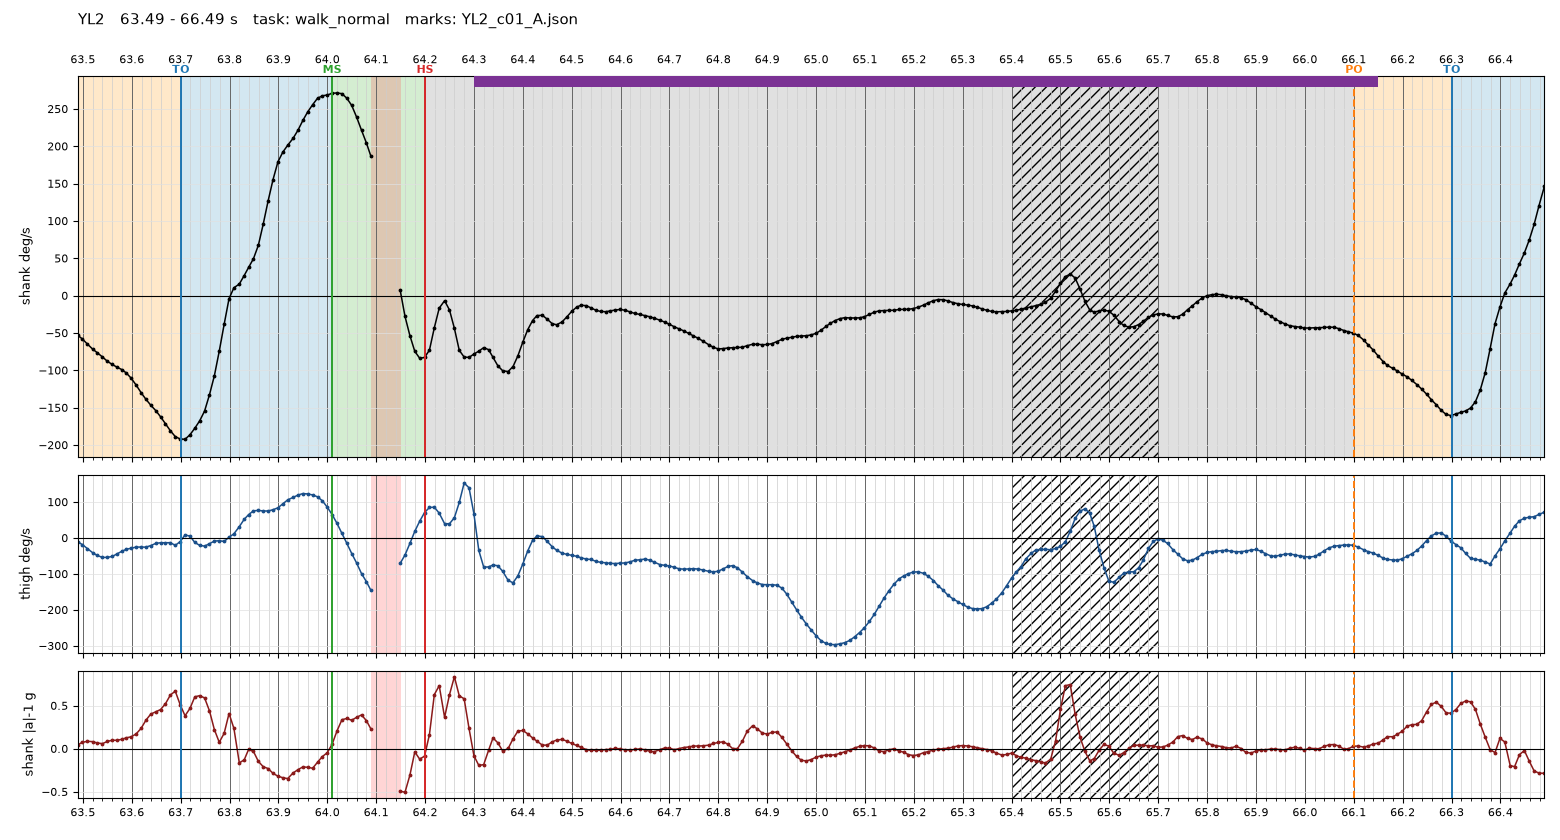 YL2   63.49 - 66.49 s   task: walk_normal   marks: YL2_c01_A.json
63.5 63.6 63.7 63.8 63.9 64.0 64.1 64.2 64.3 64.4 64.5 64.6 64.7 64.8 64.9 65.0 65.1 65.2 65.3 65.4 65.5 65.6 65.7 65.8 65.9 66.0 66.1 66.2 66.3 66.4
TO MS HS PO TO
shank deg/s
250
200
150
100
50
0
−50
−100
−150
−200
thigh deg/s
100
0
−100
−200
−300
shank |a|-1 g
0.5
0.0
−0.5
63.5 63.6 63.7 63.8 63.9 64.0 64.1 64.2 64.3 64.4 64.5 64.6 64.7 64.8 64.9 65.0 65.1 65.2 65.3 65.4 65.5 65.6 65.7 65.8 65.9 66.0 66.1 66.2 66.3 66.4